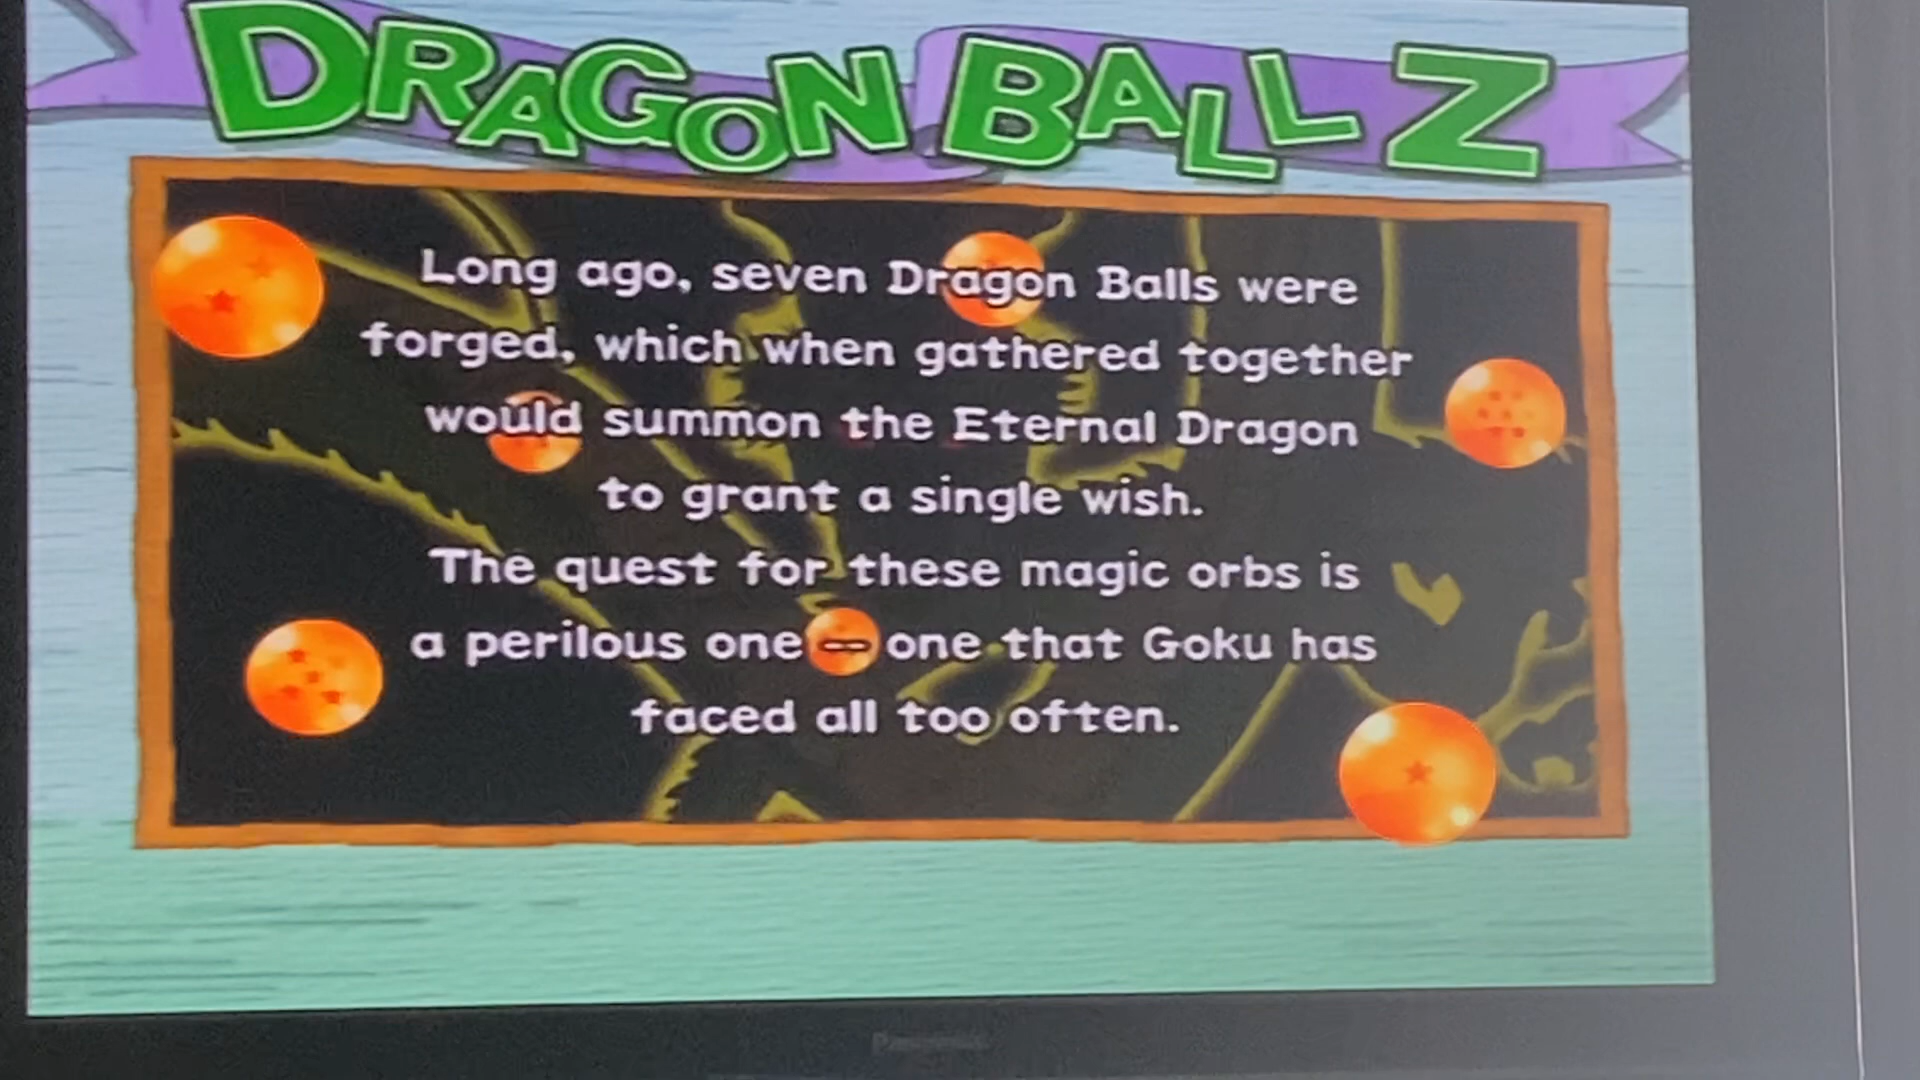 DRAGON BALL Z
Long ago, seven Dragon Balls were
forged, which when gathered together
would summon the Eternal Dragon
to grant a single wish.
The quest for these magic orbs is
a perilous one - one that Goku has
faced all too often.
Panasonic